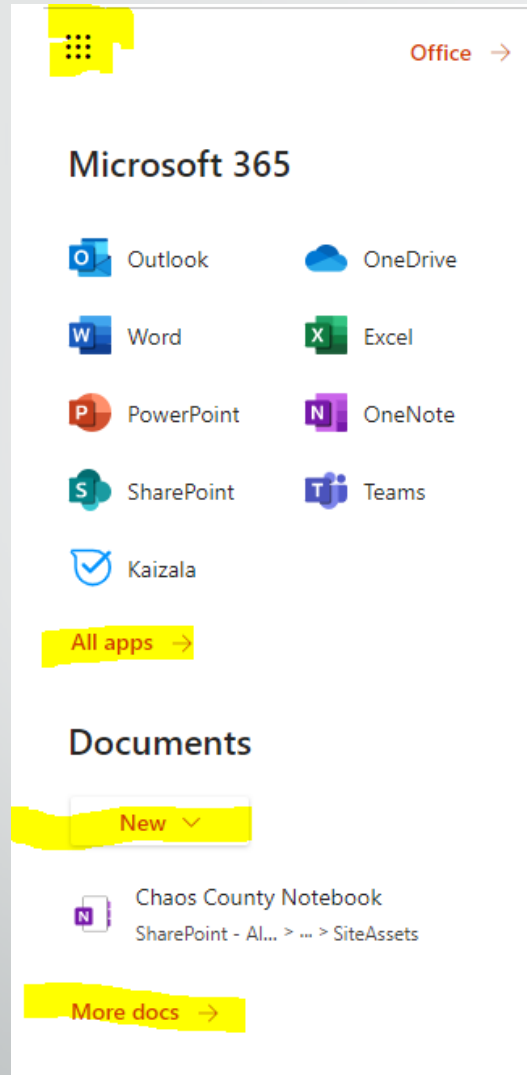 Office →
Microsoft 365
Outlook OneDrive
Word Excel
PowerPoint OneNote
SharePoint Teams
Kaizala
All apps →
Documents
New
Chaos County Notebook
SharePoint - Al... > ... > SiteAssets
More docs →